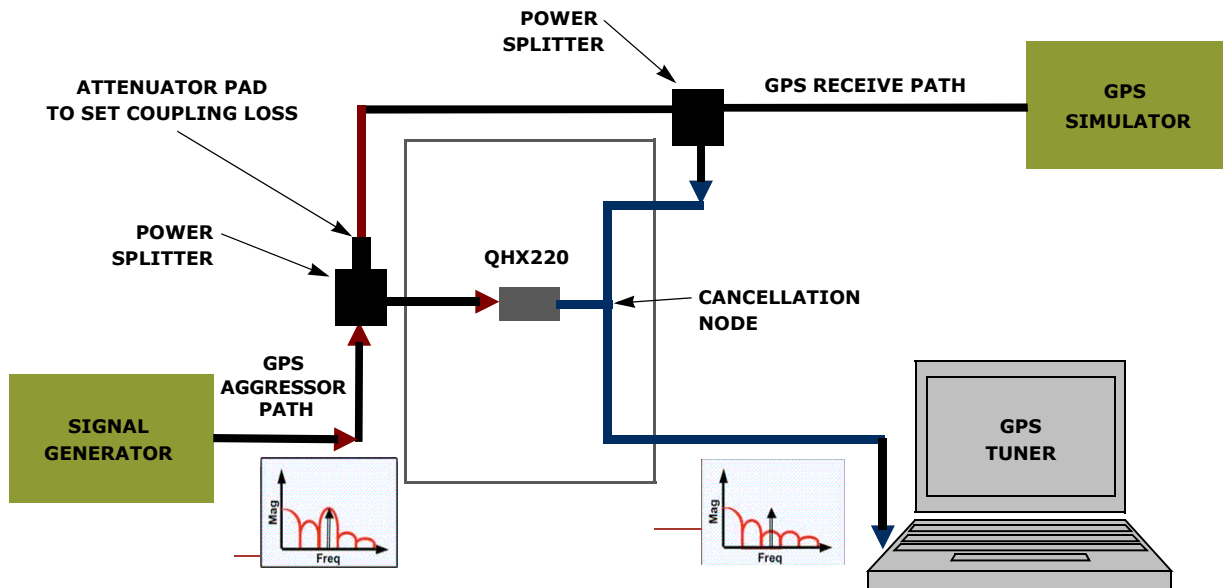 POWER
SPLITTER
ATTENUATOR PAD
TO SET COUPLING LOSS
GPS RECEIVE PATH
GPS
SIMULATOR
POWER
SPLITTER
QHX220
CANCELLATION
NODE
GPS
AGGRESSOR
PATH
SIGNAL
GENERATOR
GPS
TUNER
Mag
Freq
Mag
Freq